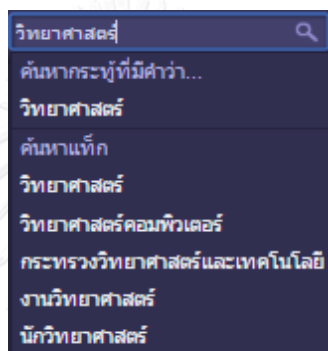 วิทยาศาสตร์
ค้นหากระทู้ที่มีคำว่า...
วิทยาศาสตร์
ค้นหาแท็ก
วิทยาศาสตร์
วิทยาศาสตร์คอมพิวเตอร์
กระทรวงวิทยาศาสตร์และเทคโนโลยี
งานวิทยาศาสตร์
นักวิทยาศาสตร์